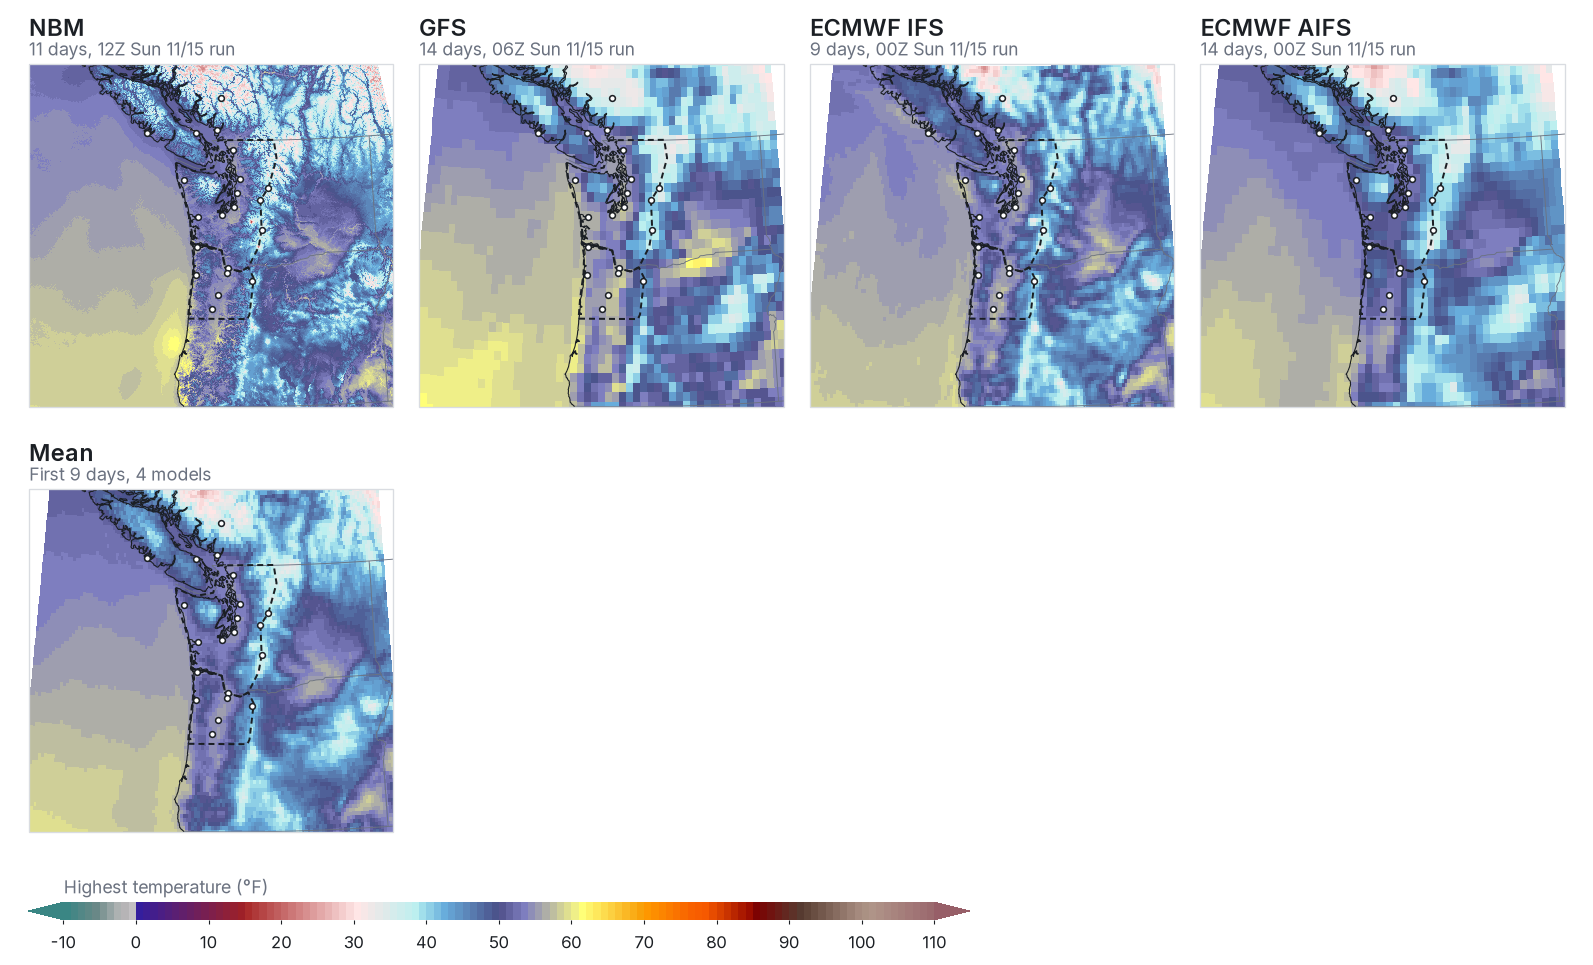 NBM
11 days, 12Z Sun 11/15 run
GFS
14 days, 06Z Sun 11/15 run
ECMWF IFS
9 days, 00Z Sun 11/15 run
ECMWF AIFS
14 days, 00Z Sun 11/15 run
Mean
First 9 days, 4 models
Highest temperature (°F)
-10 0 10 20 30 40 50 60 70 80 90 100 110